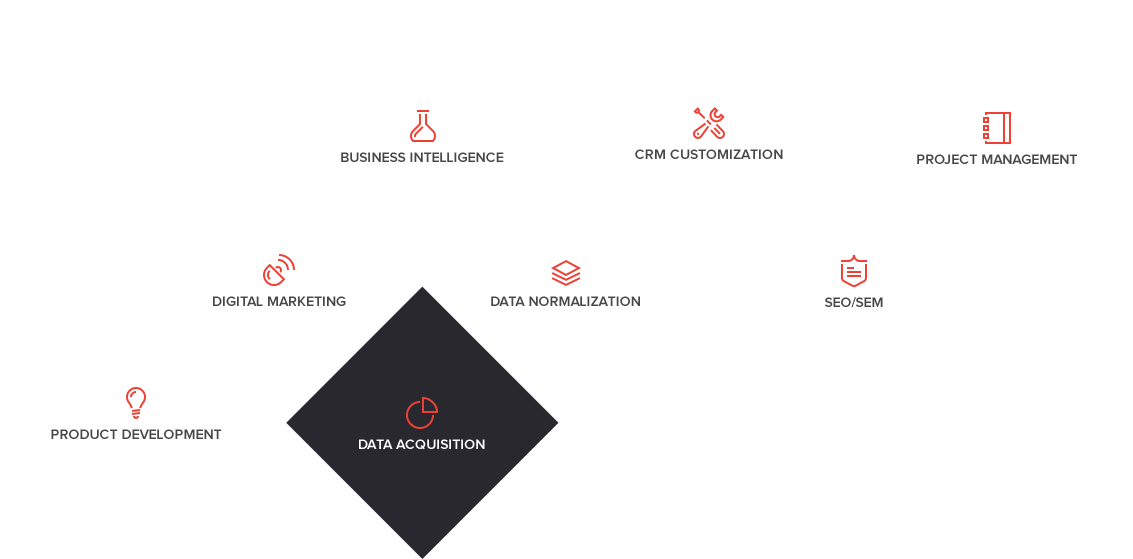 BUSINESS INTELLIGENCE
CRM CUSTOMIZATION
PROJECT MANAGEMENT
DIGITAL MARKETING
DATA NORMALIZATION
SEO/SEM
PRODUCT DEVELOPMENT
DATA ACQUISITION